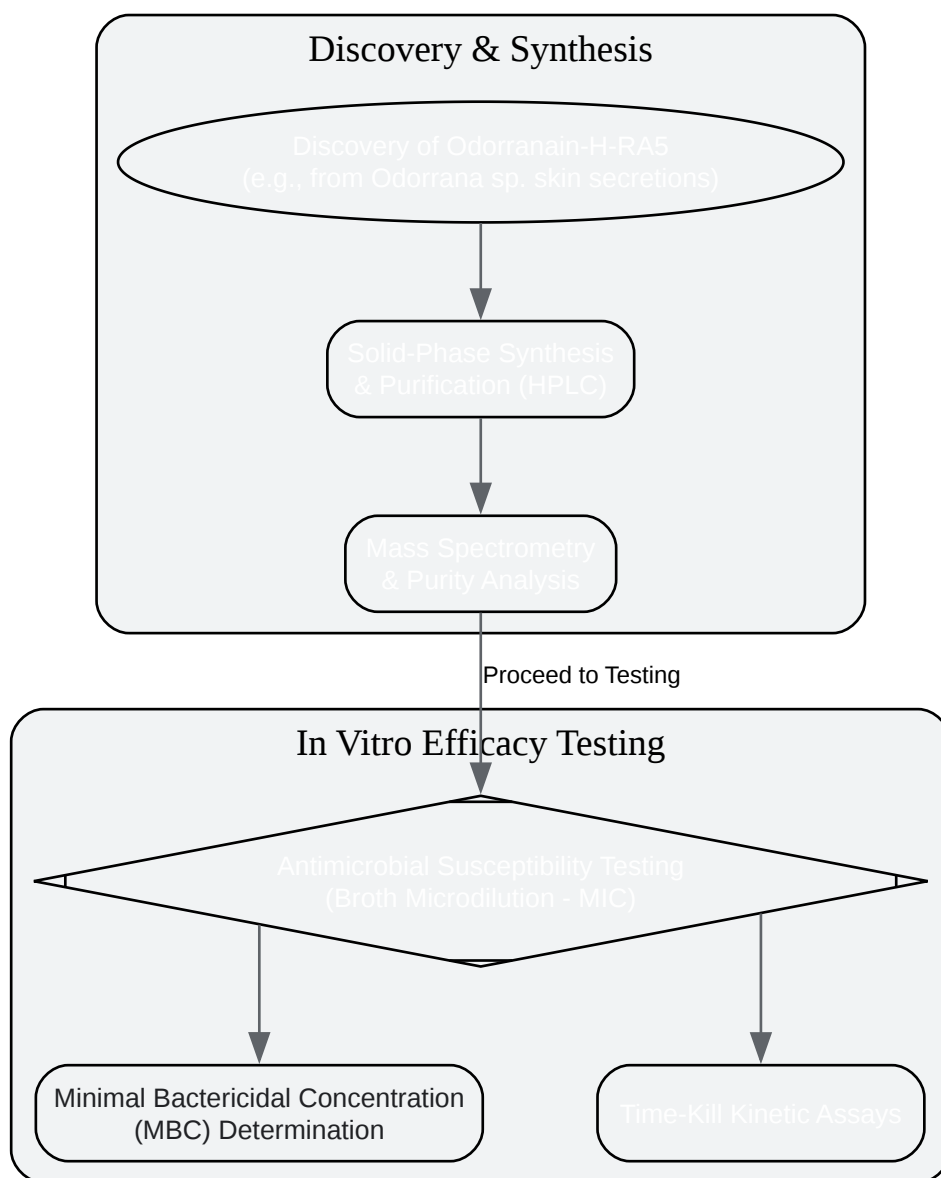 Discovery & Synthesis
Discovery of Odorranain-H-RA5
(e.g., from Odorrana sp. skin secretions)
Solid-Phase Synthesis
& Purification (HPLC)
Mass Spectrometry
& Purity Analysis
Proceed to Testing
In Vitro Efficacy Testing
Antimicrobial Susceptibility Testing
(Broth Microdilution - MIC)
Minimal Bactericidal Concentration
(MBC) Determination
Time-Kill Kinetic Assays